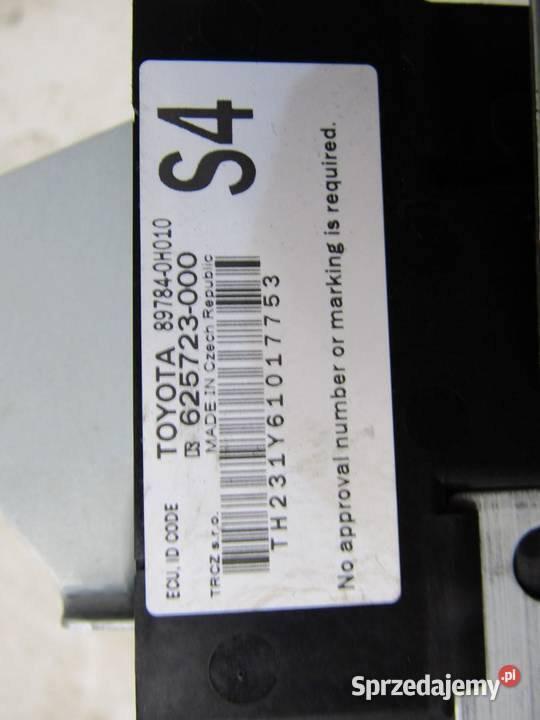 ECU, ID CODE TOYOTA 89784-0H010 S4
625723-000
TRCZ s.r.o. MADE IN Czech Republic
TH231Y61017753
No approval number or marking is required.
Sprzedajemy.pl